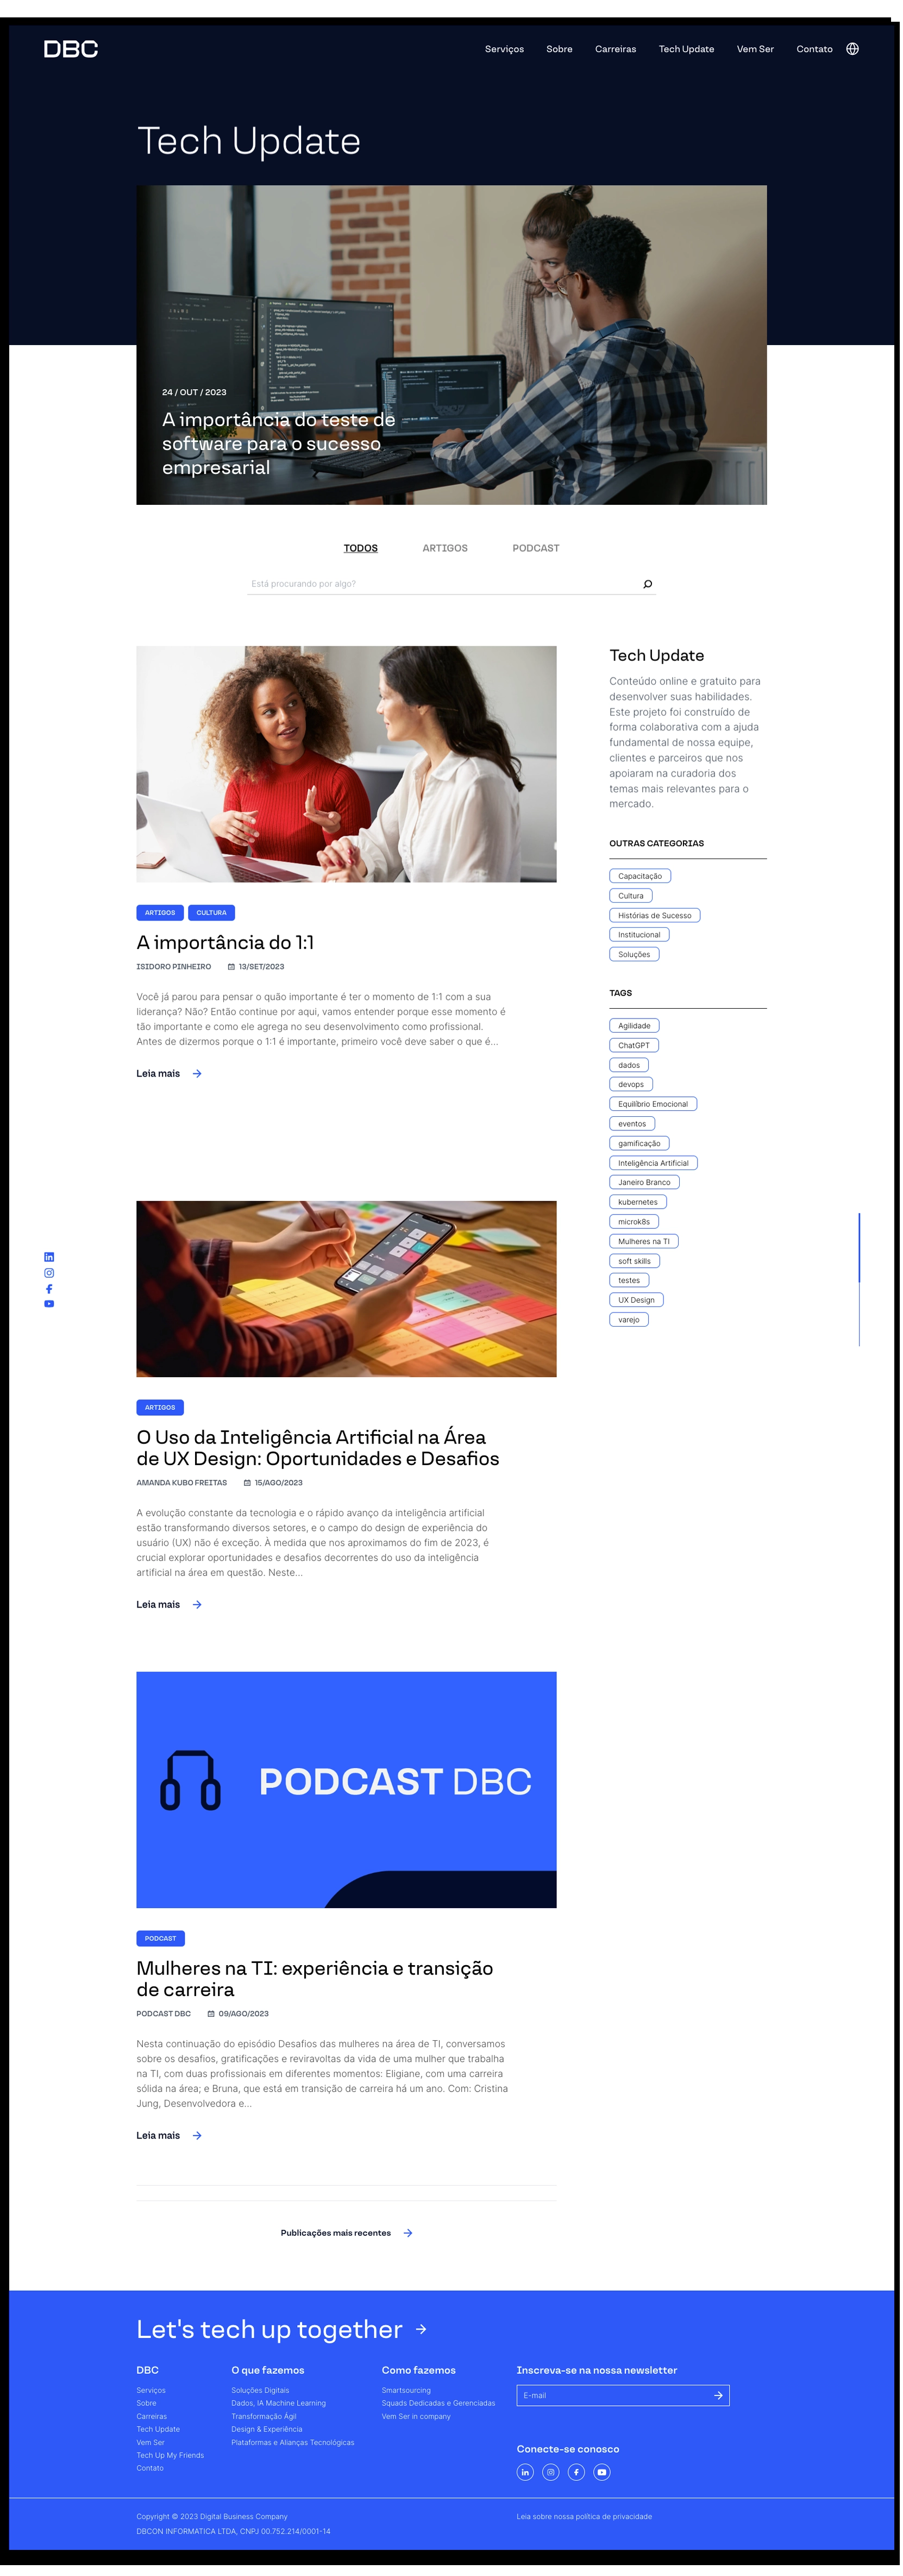 DBC
Serviços Sobre Carreiras Tech Update Vem Ser Contato
Tech Update
24 / OUT / 2023
A importância do teste de
software para o sucesso
empresarial
TODOS ARTIGOS PODCAST
Está procurando por algo?
ARTIGOS CULTURA
A importância do 1:1
ISIDORO PINHEIRO 13/SET/2023
Você já parou para pensar o quão importante é ter o momento de 1:1 com a sua
liderança? Não? Então continue por aqui, vamos entender porque esse momento é
tão importante e como ele agrega no seu desenvolvimento como profissional.
Antes de dizermos porque o 1:1 é importante, primeiro você deve saber o que é...
Leia mais
ARTIGOS
O Uso da Inteligência Artificial na Área
de UX Design: Oportunidades e Desafios
AMANDA KUBO FREITAS 15/AGO/2023
A evolução constante da tecnologia e o rápido avanço da inteligência artificial
estão transformando diversos setores, e o campo do design de experiência do
usuário (UX) não é exceção. À medida que nos aproximamos do fim de 2023, é
crucial explorar oportunidades e desafios decorrentes do uso da inteligência
artificial na área em questão. Neste...
Leia mais
PODCAST DBC
PODCAST
Mulheres na TI: experiência e transição
de carreira
PODCAST DBC 09/AGO/2023
Nesta continuação do episódio Desafios das mulheres na área de TI, conversamos
sobre os desafios, gratificações e reviravoltas da vida de uma mulher que trabalha
na TI, com duas profissionais em diferentes momentos: Eligiane, com uma carreira
sólida na área; e Bruna, que está em transição de carreira há um ano. Com: Cristina
Jung, Desenvolvedora e...
Leia mais
Publicações mais recentes
Tech Update
Conteúdo online e gratuito para
desenvolver suas habilidades.
Este projeto foi construído de
forma colaborativa com a ajuda
fundamental de nossa equipe,
clientes e parceiros que nos
apoiaram na curadoria dos
temas mais relevantes para o
mercado.
OUTRAS CATEGORIAS
Capacitação
Cultura
Histórias de Sucesso
Institucional
Soluções
TAGS
Agilidade
ChatGPT
dados
devops
Equilíbrio Emocional
eventos
gamificação
Inteligência Artificial
Janeiro Branco
kubernetes
microk8s
Mulheres na TI
soft skills
testes
UX Design
varejo
Let's tech up together
DBC
Serviços
Sobre
Carreiras
Tech Update
Vem Ser
Tech Up My Friends
Contato
O que fazemos
Soluções Digitais
Dados, IA Machine Learning
Transformação Ágil
Design & Experiência
Plataformas e Alianças Tecnológicas
Como fazemos
Smartsourcing
Squads Dedicadas e Gerenciadas
Vem Ser in company
Inscreva-se na nossa newsletter
E-mail
Conecte-se conosco
Copyright © 2023 Digital Business Company
DBCON INFORMATICA LTDA, CNPJ 00.752.214/0001-14
Leia sobre nossa política de privacidade